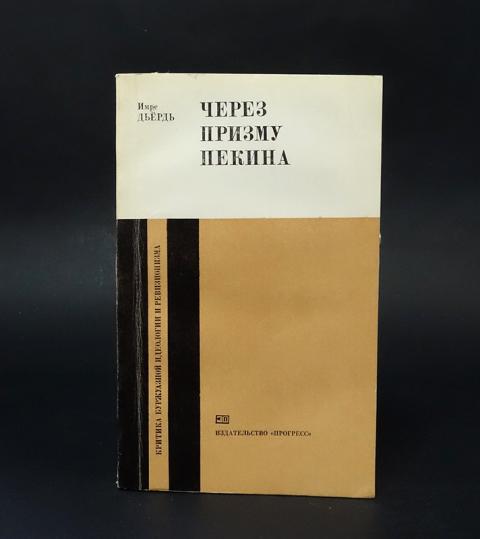 Имре
ДЬЁРДЬ
ЧЕРЕЗ
ПРИЗМУ
ПЕКИНА
КРИТИКА БУРЖУАЗНОЙ ИДЕОЛОГИИ И РЕВИЗИОНИЗМА
ИЗДАТЕЛЬСТВО «ПРОГРЕСС»